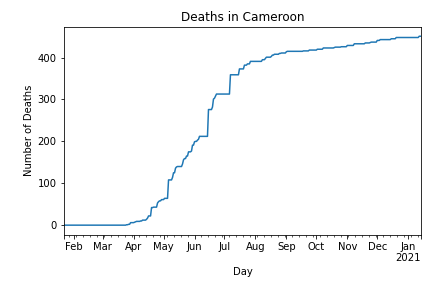 Deaths in Cameroon
Number of Deaths
400
300
200
100
0
Feb Mar Apr May Jun Jul Aug Sep Oct Nov Dec Jan
2021
Day